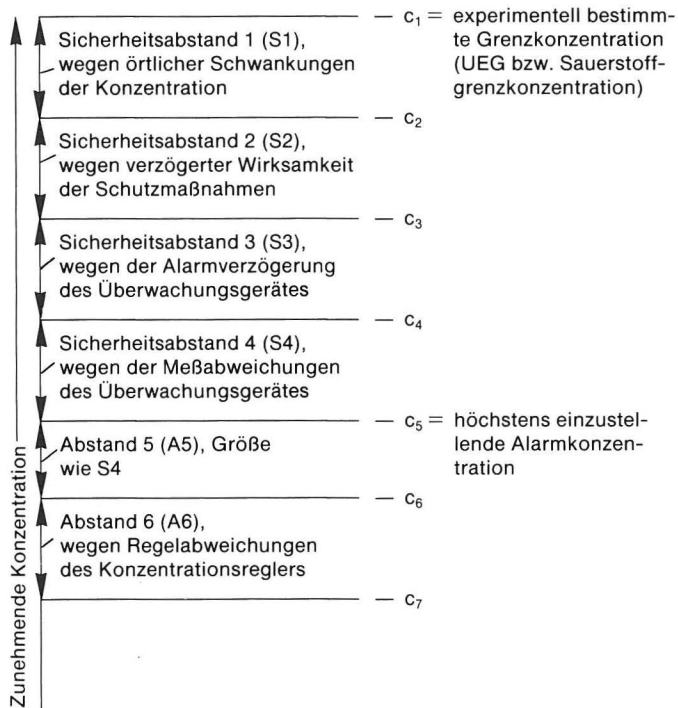 c₁ = experimentell bestimm-
te Grenzkonzentration
(UEG bzw. Sauerstoff-
grenzkonzentration)
Sicherheitsabstand 1 (S1),
wegen örtlicher Schwankungen
der Konzentration
c₂
Sicherheitsabstand 2 (S2),
wegen verzögerter Wirksamkeit
der Schutzmaßnahmen
c₃
Sicherheitsabstand 3 (S3),
wegen der Alarmverzögerung
des Überwachungsgerätes
c₄
Sicherheitsabstand 4 (S4),
wegen der Meßabweichungen
des Überwachungsgerätes
c₅ = höchstens einzustel-
lende Alarmkonzen-
tration
Abstand 5 (A5), Größe
wie S4
c₆
Abstand 6 (A6),
wegen Regelabweichungen
des Konzentrationsreglers
c₇
Zunehmende Konzentration